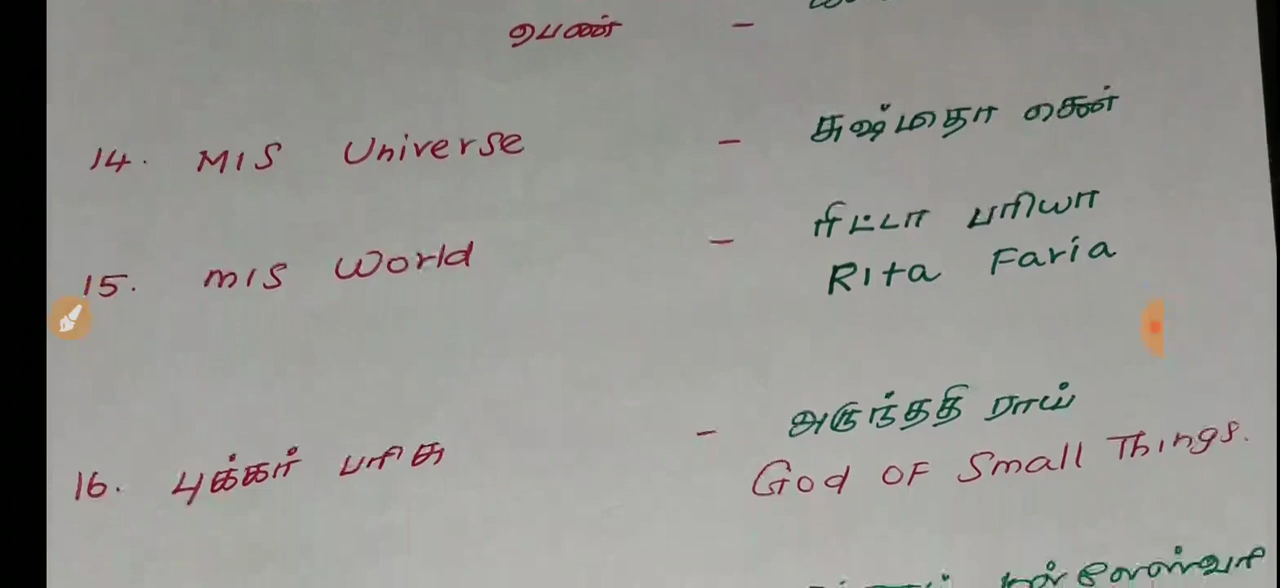 பெண் -
14. MIS Universe - சுஷ்மிதா சென்
15. MIS World - ரிட்டா பரியா
Rita Faria
16. புக்கர் பரிசு - அருந்ததி ராய்
God OF Small Things.